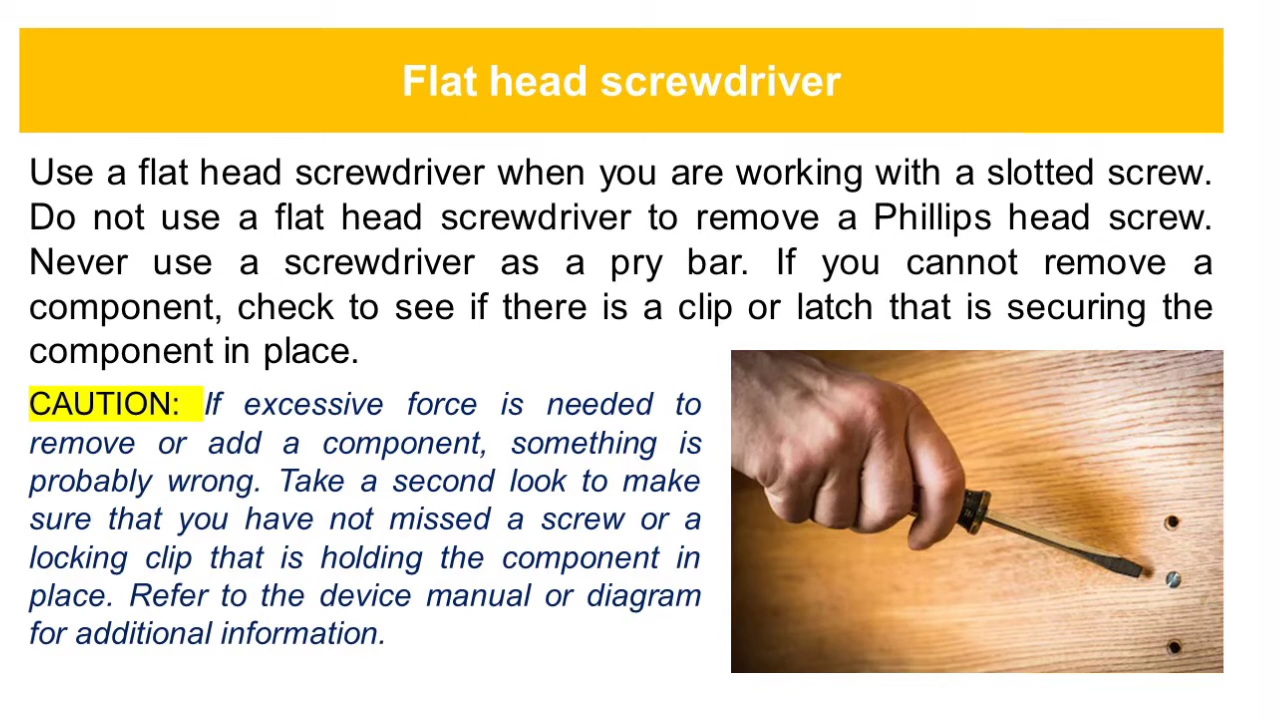 Flat head screwdriver
Use a flat head screwdriver when you are working with a slotted screw.
Do not use a flat head screwdriver to remove a Phillips head screw.
Never use a screwdriver as a pry bar. If you cannot remove a
component, check to see if there is a clip or latch that is securing the
component in place.
CAUTION: If excessive force is needed to
remove or add a component, something is
probably wrong. Take a second look to make
sure that you have not missed a screw or a
locking clip that is holding the component in
place. Refer to the device manual or diagram
for additional information.